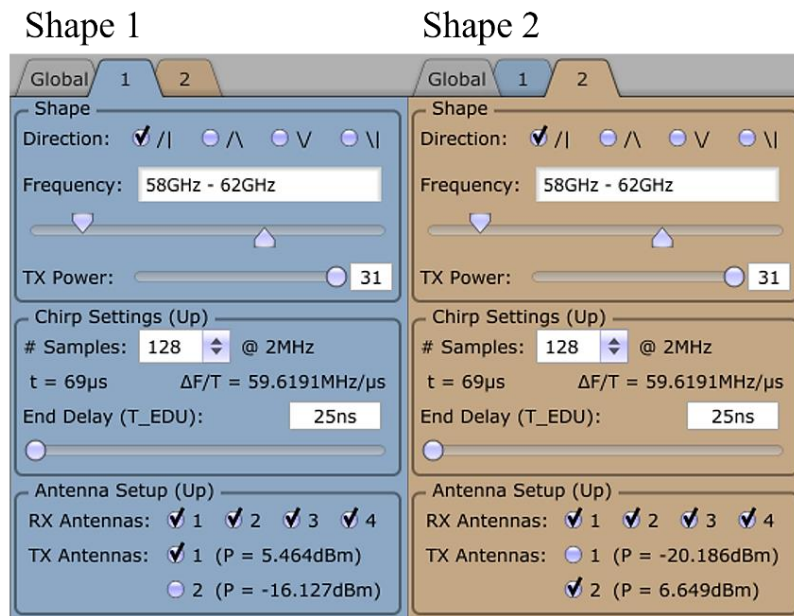 Shape 1
Global 1 2
Shape
Direction: /| /\ \/ \|
Frequency: 58GHz - 62GHz
TX Power: 31
Chirp Settings (Up)
# Samples: 128 @ 2MHz
t = 69µs ΔF/T = 59.6191MHz/µs
End Delay (T_EDU): 25ns
Antenna Setup (Up)
RX Antennas: 1 2 3 4
TX Antennas: 1 (P = 5.464dBm)
2 (P = -16.127dBm)
Shape 2
Global 1 2
Shape
Direction: /| /\ \/ \|
Frequency: 58GHz - 62GHz
TX Power: 31
Chirp Settings (Up)
# Samples: 128 @ 2MHz
t = 69µs ΔF/T = 59.6191MHz/µs
End Delay (T_EDU): 25ns
Antenna Setup (Up)
RX Antennas: 1 2 3 4
TX Antennas: 1 (P = -20.186dBm)
2 (P = 6.649dBm)